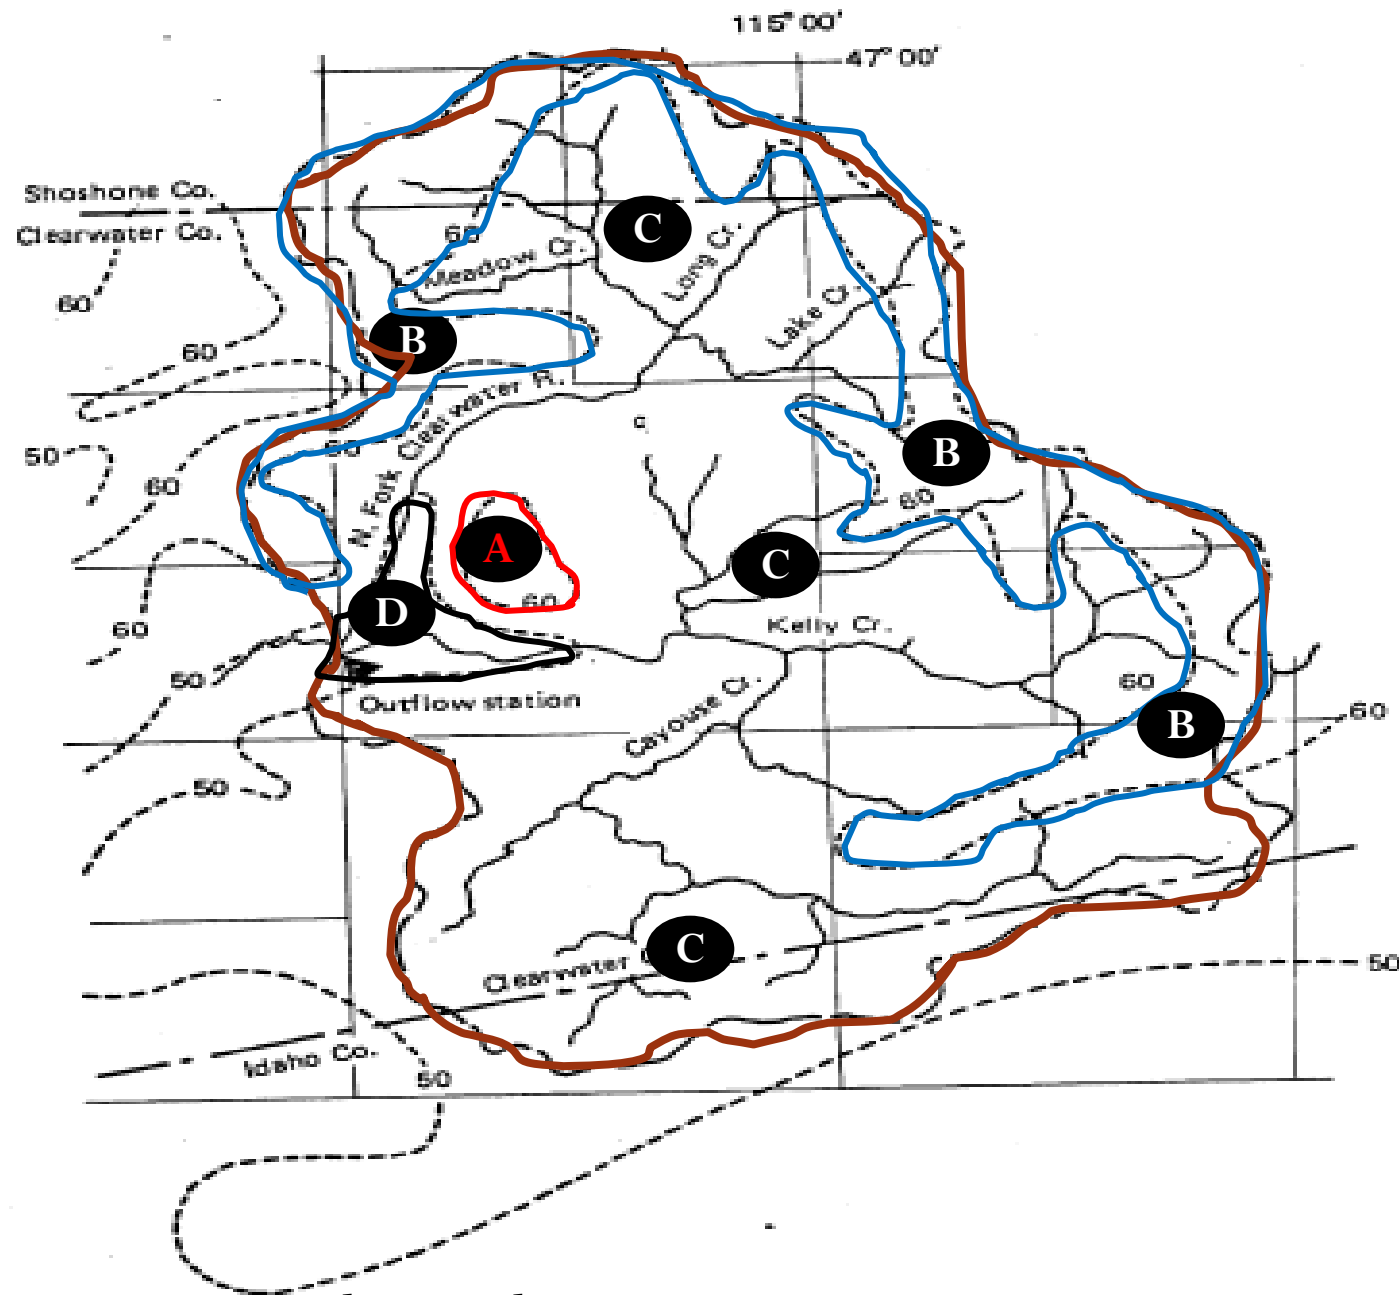 115°00'
47°00'
Shoshone Co.
Clearwater Co.
60
Meadow Cr.
C
Long Cr.
60
Lake Cr.
60
B
N. Fork Clearwater R.
50
60
60
c
B
60
A
60
C
D
60
Kelly Cr.
50
60
60
B
Outflow station
Cayouse Cr.
50
Clearwater
C
50
Idaho Co.
50